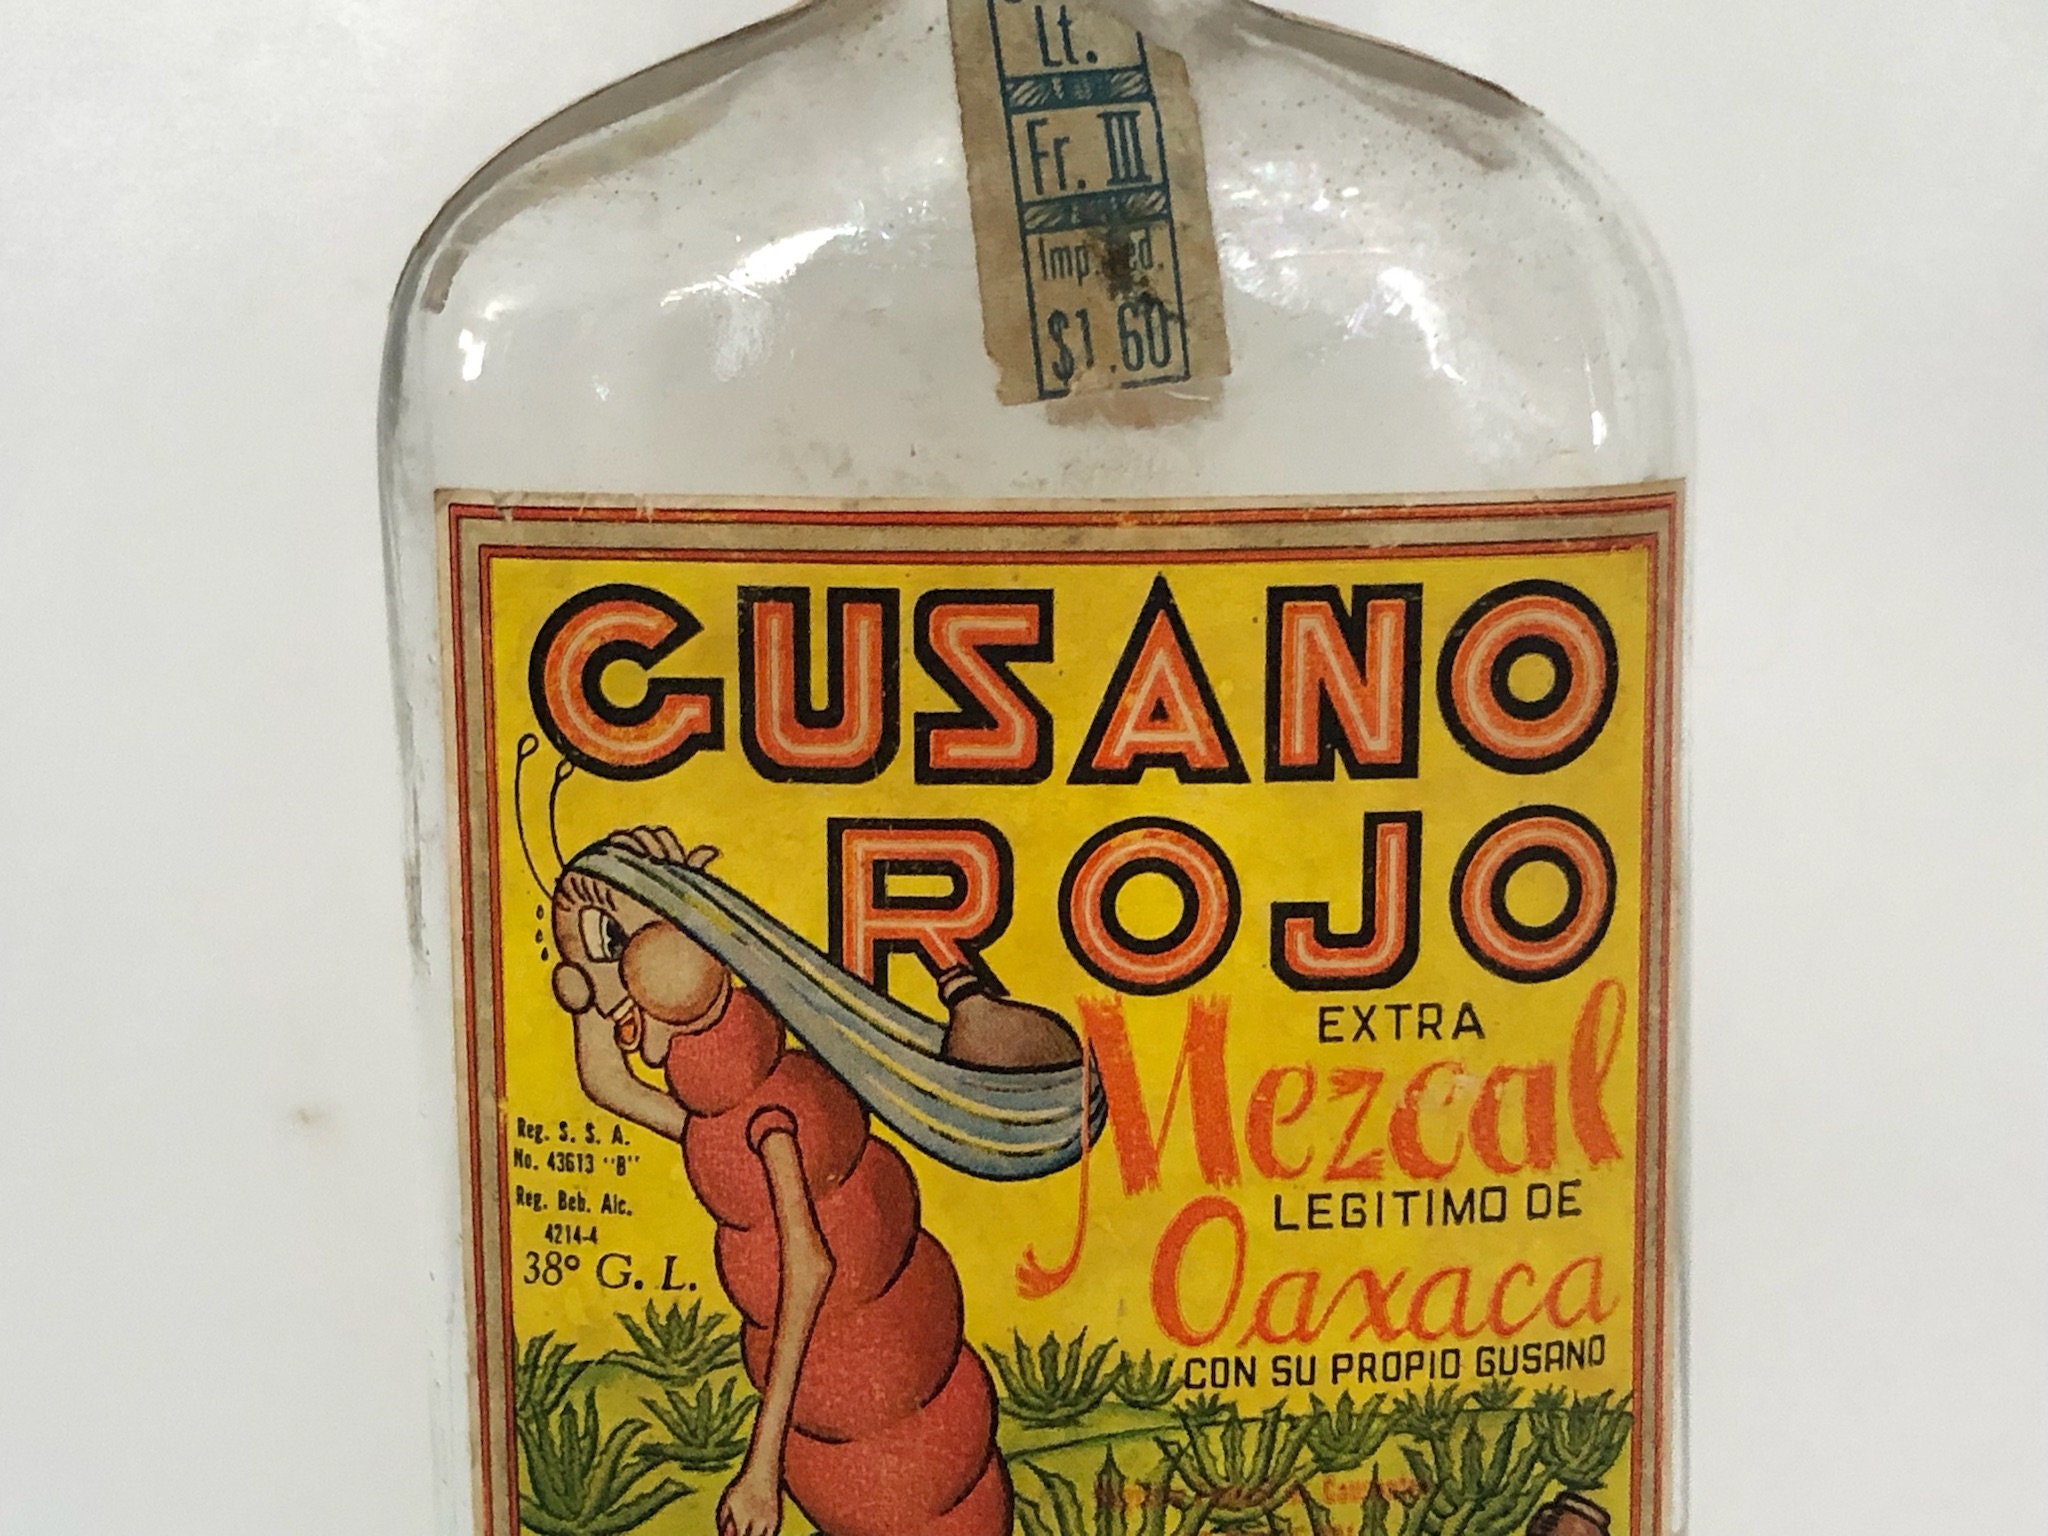 Lt.
Fr. III
$1.60
GUSANO
ROJO
EXTRA
Mezcal
LEGITIMO DE
Oaxaca
CON SU PROPIO GUSANO
Reg. S. S. A.
No. 43613 "B"
Reg. Beb. Alc.
4214-4
38° G. L.